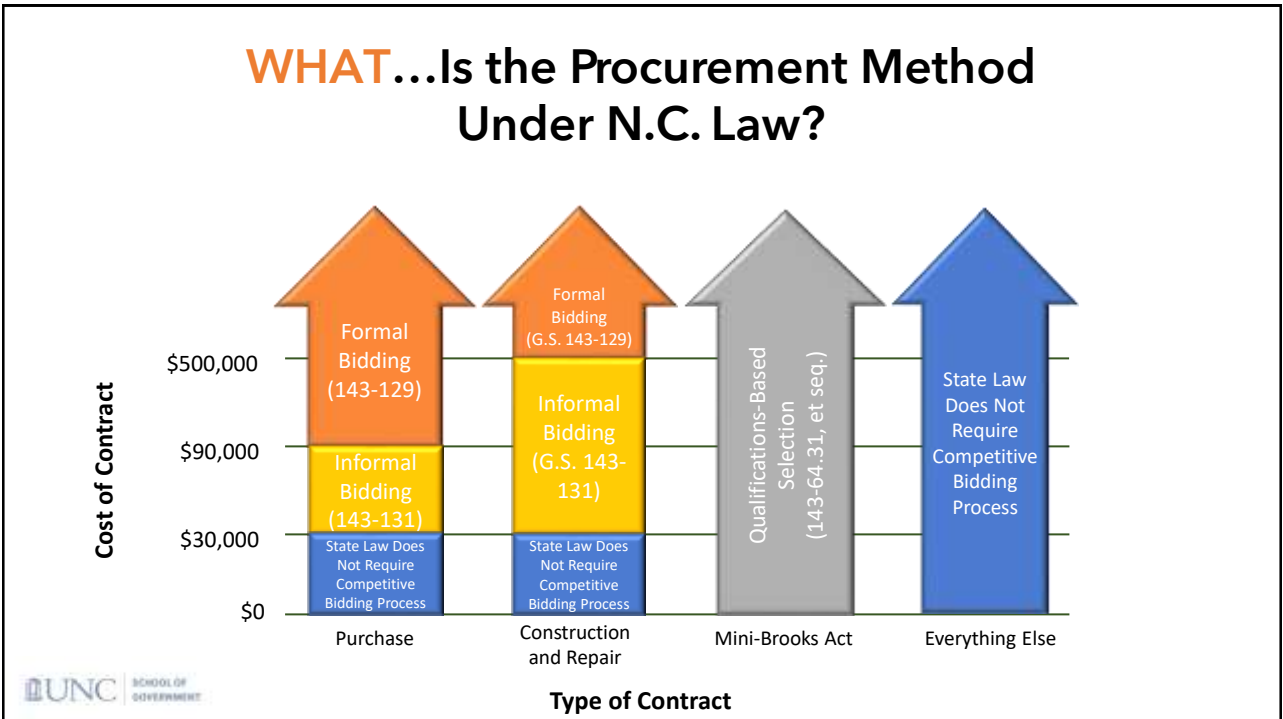 WHAT…Is the Procurement Method
Under N.C. Law?
Cost of Contract
$500,000
$90,000
$30,000
$0
Formal
Bidding
(143-129)
Informal
Bidding
(143-131)
State Law Does
Not Require
Competitive
Bidding Process
Purchase
Formal
Bidding
(G.S. 143-129)
Informal
Bidding
(G.S. 143-
131)
State Law Does
Not Require
Competitive
Bidding Process
Construction
and Repair
Qualifications-Based
Selection
(143-64.31, et seq.)
Mini-Brooks Act
State Law
Does Not
Require
Competitive
Bidding
Process
Everything Else
Type of Contract
UNC
SCHOOL OF
GOVERNMENT